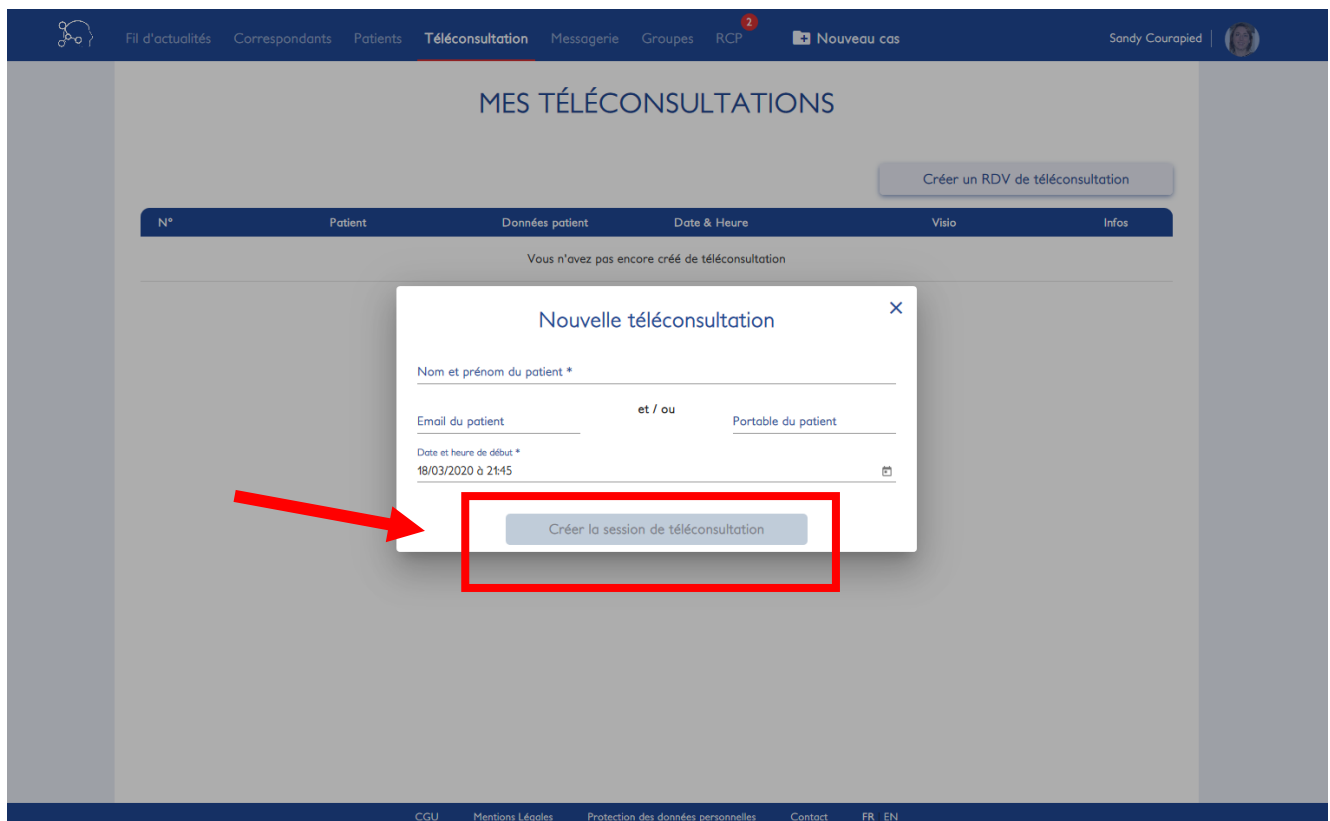 Fil d'actualités Correspondants Patients Téléconsultation Messagerie Groupes RCP 2 Nouveau cas Sandy Courapied
MES TÉLÉCONSULTATIONS
Créer un RDV de téléconsultation
N° Patient Données patient Date & Heure Visio Infos
Vous n'avez pas encore créé de téléconsultation
Nouvelle téléconsultation
Nom et prénom du patient *
et / ou
Email du patient Portable du patient
Date et heure de début *
18/03/2020 à 21:45
Créer la session de téléconsultation
CGU Mentions Légales Protection des données personnelles Contact FR EN